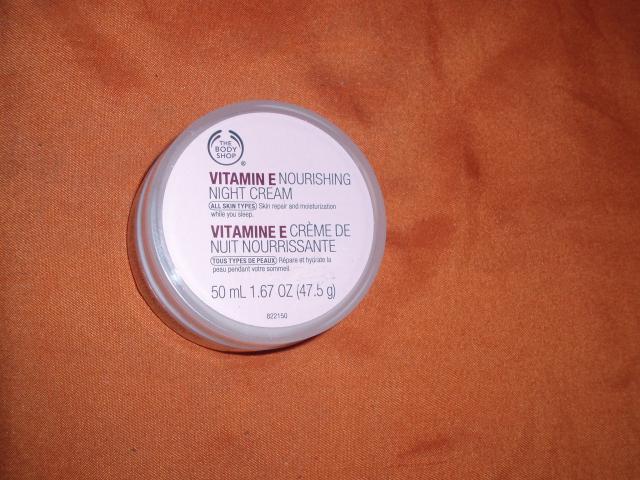 THE
BODY
SHOP
®
VITAMIN E NOURISHING
NIGHT CREAM
ALL SKIN TYPES Skin repair and moisturization
while you sleep.
VITAMINE E CRÈME DE
NUIT NOURRISSANTE
TOUS TYPES DE PEAUX Répare et hydrate la
peau pendant votre sommeil.
50 mL 1.67 OZ (47.5 g)
822150